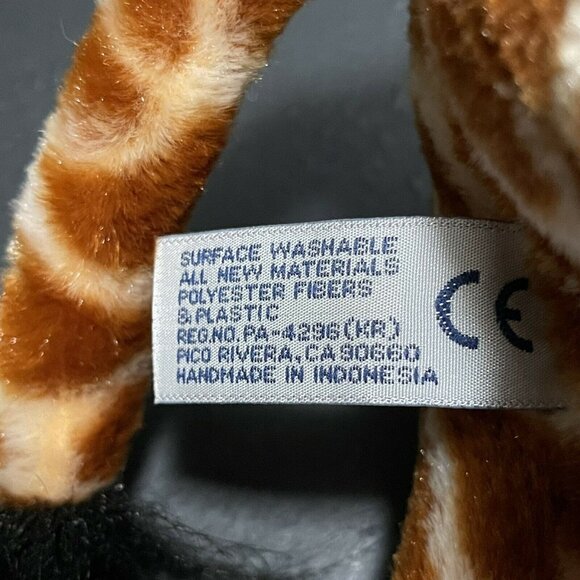 SURFACE WASHABLE
ALL NEW MATERIALS
POLYESTER FIBERS
& PLASTIC
REG.NO. PA-4296(KR)
PICO RIVERA, CA 90660
HANDMADE IN INDONESIA
CE